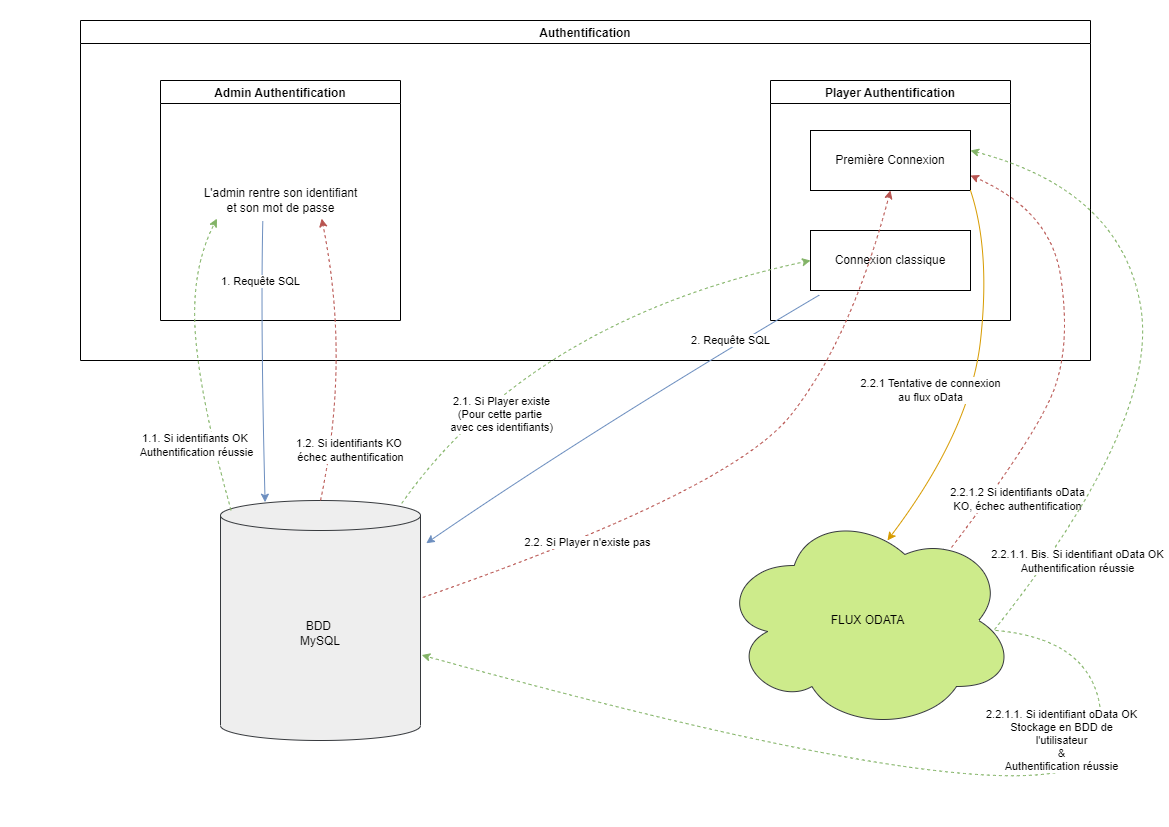 Authentification
Admin Authentification
Player Authentification
Première Connexion
L'admin rentre son identifiant
et son mot de passe
Connexion classique
1. Requête SQL
2. Requête SQL
2.2.1 Tentative de connexion
au flux oData
2.1. Si Player existe
(Pour cette partie
avec ces identifiants)
1.1. Si identifiants OK
Authentification réussie
1.2. Si identifiants KO
échec authentification
2.2.1.2 Si identifiants oData
KO, échec authentification
2.2. Si Player n'existe pas
2.2.1.1. Bis. Si identifiant oData OK
Authentification réussie
BDD
MySQL
FLUX ODATA
2.2.1.1. Si identifiant oData OK
Stockage en BDD de
l'utilisateur
&
Authentification réussie